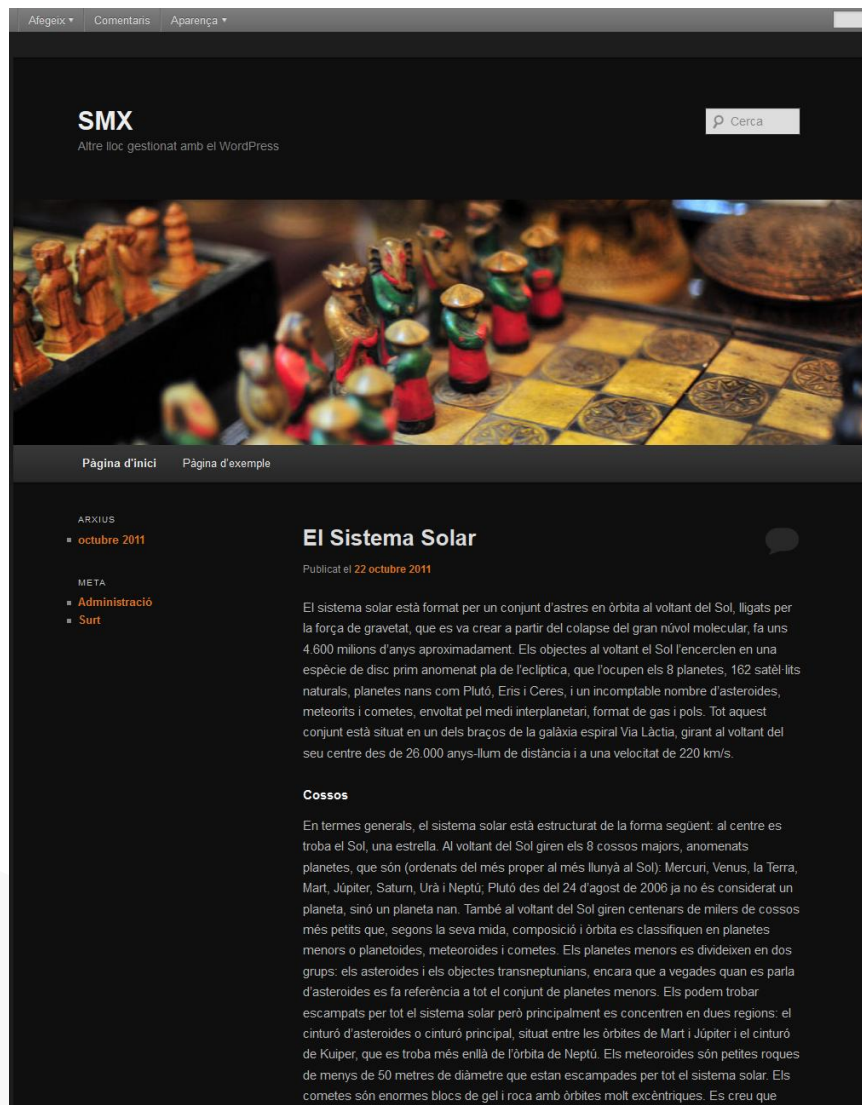 Afegeix ▾ Comentaris Aparença ▾
SMX
Altre lloc gestionat amb el WordPress
Cerca
Pàgina d'inici Pàgina d'exemple
ARXIUS
octubre 2011
META
Administració
Surt
El Sistema Solar
Publicat el 22 octubre 2011
El sistema solar està format per un conjunt d'astres en òrbita al voltant del Sol, lligats per
la força de gravetat, que es va crear a partir del colapse del gran núvol molecular, fa uns
4.600 milions d'anys aproximadament. Els objectes al voltant el Sol l'encerclen en una
espècie de disc prim anomenat pla de l'eclíptica, que l'ocupen els 8 planetes, 162 satèl·lits
naturals, planetes nans com Plutó, Eris i Ceres, i un incomptable nombre d'asteroides,
meteorits i cometes, envoltat pel medi interplanetari, format de gas i pols. Tot aquest
conjunt està situat en un dels braços de la galàxia espiral Via Làctia, girant al voltant del
seu centre des de 26.000 anys-llum de distància i a una velocitat de 220 km/s.
Cossos
En termes generals, el sistema solar està estructurat de la forma següent: al centre es
troba el Sol, una estrella. Al voltant del Sol giren els 8 cossos majors, anomenats
planetes, que són (ordenats del més proper al més llunyà al Sol): Mercuri, Venus, la Terra,
Mart, Júpiter, Saturn, Urà i Neptú; Plutó des del 24 d'agost de 2006 ja no és considerat un
planeta, sinó un planeta nan. També al voltant del Sol giren centenars de milers de cossos
més petits que, segons la seva mida, composició i òrbita es classifiquen en planetes
menors o planetoides, meteoroides i cometes. Els planetes menors es divideixen en dos
grups: els asteroides i els objectes transneptunians, encara que a vegades quan es parla
d'asteroides es fa referència a tot el conjunt de planetes menors. Els podem trobar
escampats per tot el sistema solar però principalment es concentren en dues regions: el
cinturó d'asteroides o cinturó principal, situat entre les òrbites de Mart i Júpiter i el cinturó
de Kuiper, que es troba més enllà de l'òrbita de Neptú. Els meteoroides són petites roques
de menys de 50 metres de diàmetre que estan escampades per tot el sistema solar. Els
cometes són enormes blocs de gel i roca amb òrbites molt excèntriques. Es creu que